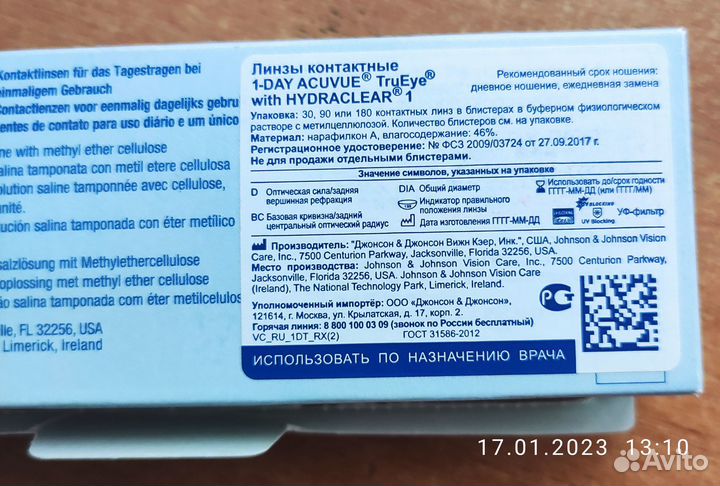 Kontaktlinsen für das Tagestragen bei
einmaligem Gebrauch
Contactlenzen voor eenmalig dagelijks gebru
entes de contato para uso diário e um único
ne with methyl ether cellulose
salina tamponata con metil etere cellulosa
olution saline tamponnée avec cellulose,
unité.
lución salina tamponada con éter metílico
salzlösung mit Methylethercellulose
oplossing met methyl ether cellulose
ão salina tamponada com éter metilcelulos
lle, FL 32256, USA
Limerick, Ireland
Линзы контактные
1-DAY ACUVUE® TruEye®
with HYDRACLEAR® 1
Рекомендованный срок ношения:
дневное ношение, ежедневная замена
Упаковка: 30, 90 или 180 контактных линз в блистерах в буферном физиологическом
растворе с метилцеллюлозой. Количество блистеров см. на упаковке.
Материал: нарафилкон А, влагосодержание: 46%.
Регистрационное удостоверение: № ФСЗ 2009/03724 от 27.09.2017 г.
Не для продажи отдельными блистерами.
Значение символов, указанных на упаковке
D Оптическая сила/задняя
вершинная рефракция
BC Базовая кривизна/задний
центральный оптический радиус
DIA Общий диаметр
Индикатор правильного
положения линзы
Дата изготовления ГГГГ-ММ-ДД
Использовать до/срок годности
ГГГГ-ММ-ДД (или ГГГГ/ММ)
UV BLOCKING
UV Blocking
УФ-фильтр
Производитель: "Джонсон & Джонсон Вижн Кэер, Инк.", США, Johnson & Johnson Vision
Care, Inc., 7500 Centurion Parkway, Jacksonville, Florida 32256, USA.
Место производства: Johnson & Johnson Vision Care, Inc., 7500 Centurion Parkway,
Jacksonville, Florida 32256, USA; Johnson & Johnson Vision Care
(Ireland), The National Technology Park, Limerick, Ireland.
Уполномоченный импортёр: ООО «Джонсон & Джонсон»,
121614, г. Москва, ул. Крылатская, д. 17, корп. 2.
Горячая линия: 8 800 100 03 09 (звонок по России бесплатный)
VC_RU_1DT_RX(2) ГОСТ 31586-2012
ИСПОЛЬЗОВАТЬ ПО НАЗНАЧЕНИЮ ВРАЧА
17.01.2023 13:10
Avito